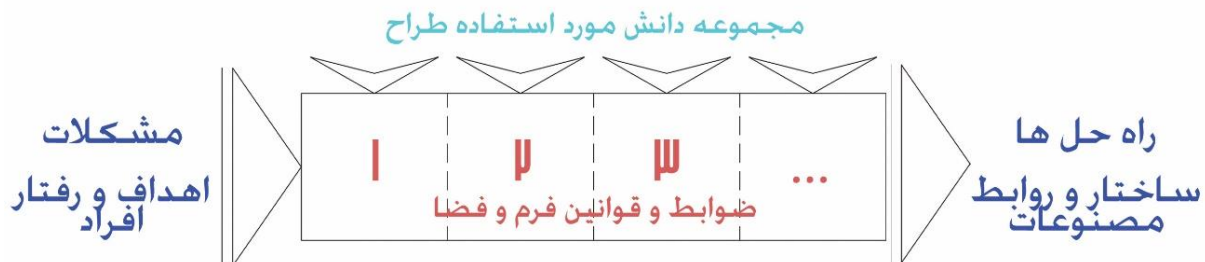 مجموعه دانش مورد استفاده طراح
مشکلات
اهداف و رفتار
افراد
۱ ۲ ۳ ...
ضوابط و قوانین فرم و فضا
راه حل ها
ساختار و روابط
مصنوعات